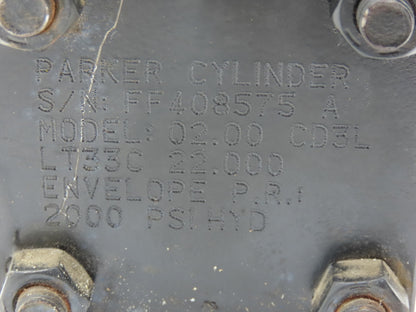 PARKER CYLINDER
S/N: FF408575 A
MODEL: 02.00 CD3L
LT33C 22.000
ENVELOPE P.R.:
2000 PSI HYD